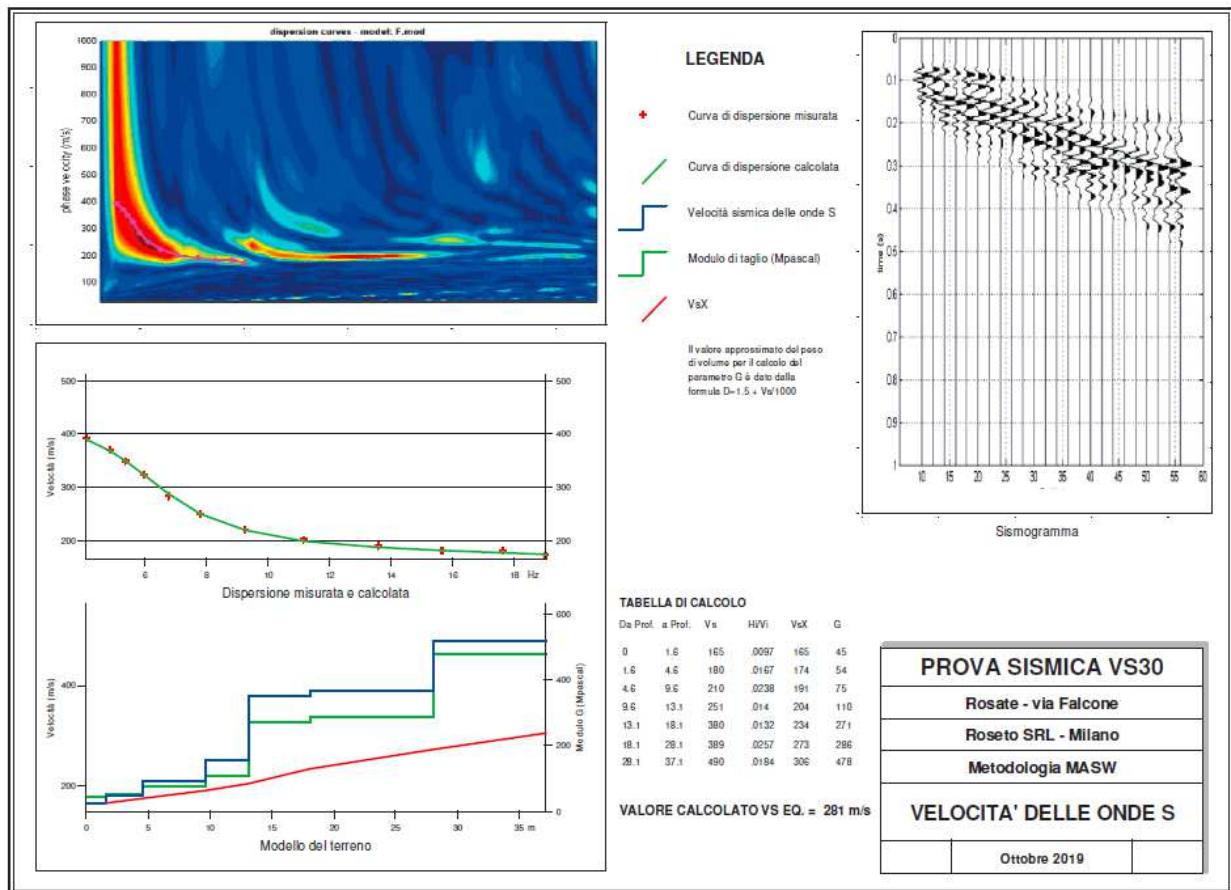 dispersion curves - model: F.mod
1000
900
800
700
600
500
400
300
200
100
LEGENDA
Curva di dispersione misurata
Curva di dispersione calcolata
Velocità sismica delle onde S
Modulo di taglio (Mpascal)
VsX
Il valore approssimato del peso
di volume per il calcolo del
parametro G è dato dalla
formula D=1.5 + Vs/1000
0
0.1
0.2
0.3
0.4
0.5
0.6
0.7
0.8
0.9
1
time (s)
10 15 20 25 30 35 40 45 50 55 60
Sismogramma
Velocità (m/s)
500 500
400 400
300 300
200 200
6 8 10 12 14 16 18 Hz
Dispersione misurata e calcolata
Velocità (m/s)
400
200
600
400
200
0
Modulo G (Mpascal)
0 5 10 15 20 25 30 35 m
Modello del terreno
TABELLA DI CALCOLO
Da Prof. a Prof. Vs Hi/Vi VsX G
0 1.6 165 .0097 165 45
1.6 4.6 180 .0167 174 54
4.6 9.6 210 .0238 191 75
9.6 13.1 251 .014 204 110
13.1 18.1 380 .0132 234 271
18.1 28.1 389 .0257 273 286
28.1 37.1 490 .0184 306 478
VALORE CALCOLATO VS EQ. = 281 m/s
PROVA SISMICA VS30
Rosate - via Falcone
Roseto SRL - Milano
Metodologia MASW
VELOCITA' DELLE ONDE S
Ottobre 2019